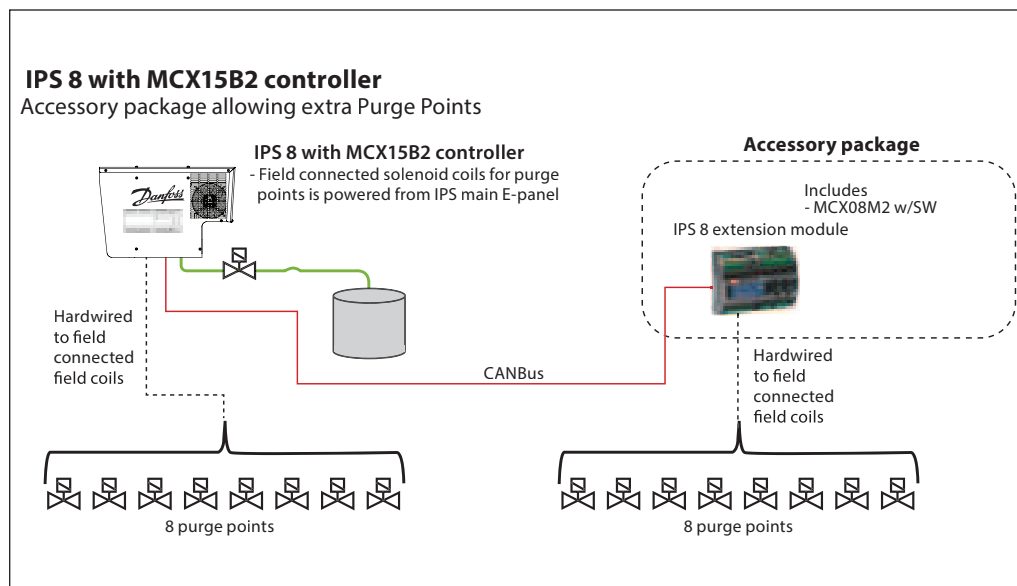 IPS 8 with MCX15B2 controller
Accessory package allowing extra Purge Points
IPS 8 with MCX15B2 controller
- Field connected solenoid coils for purge
points is powered from IPS main E-panel
Danfoss
Accessory package
Includes
- MCX08M2 w/SW
IPS 8 extension module
Hardwired
to field
connected
field coils
CANBus
Hardwired
to field
connected
field coils
8 purge points
8 purge points